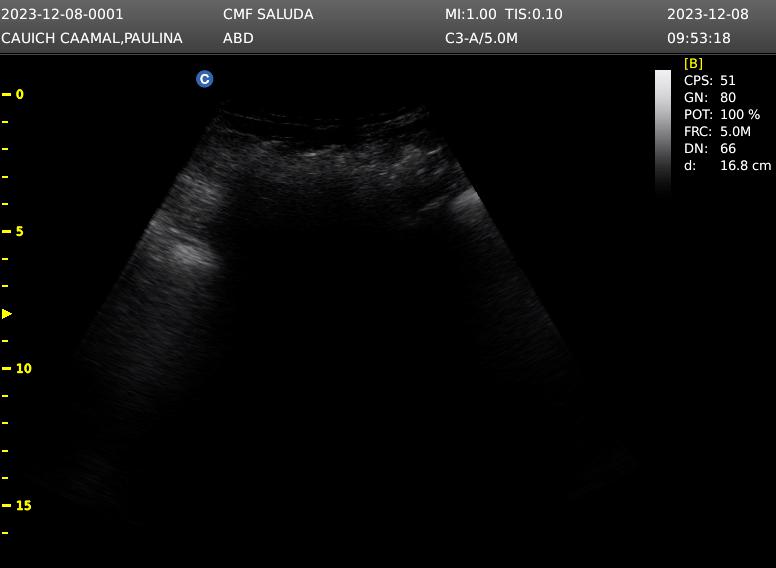 2023-12-08-0001 CMF SALUDA MI:1.00 TIS:0.10 2023-12-08
CAUICH CAAMAL,PAULINA ABD C3-A/5.0M 09:53:18
C
[B]
CPS: 51
GN: 80
POT: 100 %
FRC: 5.0M
DN: 66
d: 16.8 cm
0
5
10
15